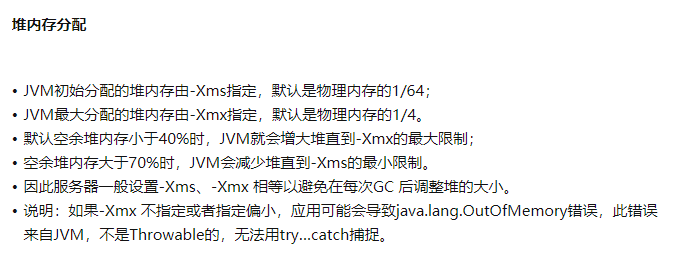 堆内存分配
• JVM初始分配的堆内存由-Xms指定，默认是物理内存的1/64；
• JVM最大分配的堆内存由-Xmx指定，默认是物理内存的1/4。
• 默认空余堆内存小于40%时，JVM就会增大堆直到-Xmx的最大限制；
• 空余堆内存大于70%时，JVM会减少堆直到-Xms的最小限制。
• 因此服务器一般设置-Xms、-Xmx 相等以避免在每次GC 后调整堆的大小。
• 说明：如果-Xmx 不指定或者指定偏小，应用可能会导致java.lang.OutOfMemory错误，此错误
来自JVM，不是Throwable的，无法用try...catch捕捉。